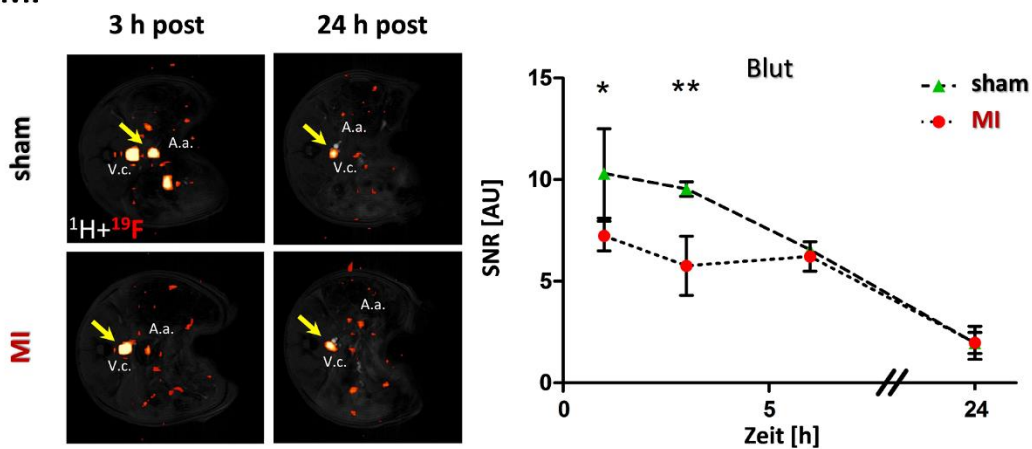 3 h post
24 h post
sham
A.a.
V.c.
¹H+¹⁹F
A.a.
V.c.
MI
A.a.
V.c.
A.a.
V.c.
Blut
sham
MI
*
**
SNR [AU]
15
10
5
0
0
5
24
Zeit [h]